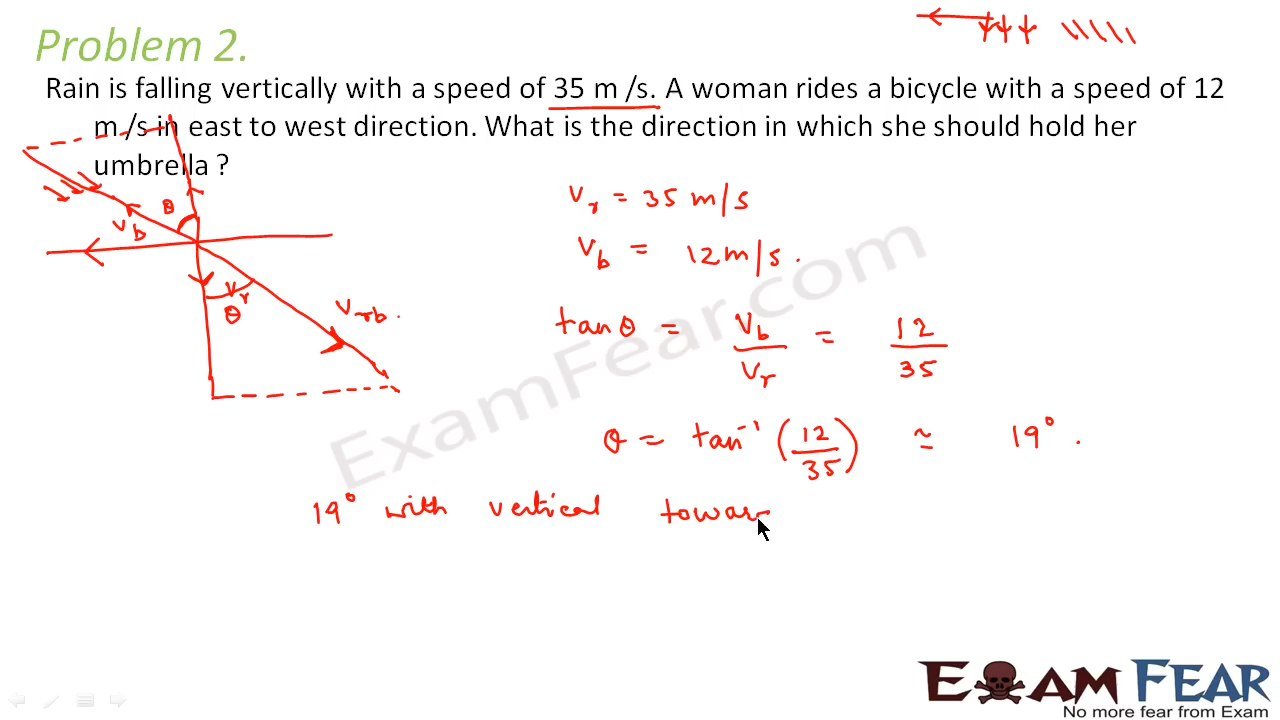 Problem 2.
Rain is falling vertically with a speed of 35 m /s. A woman rides a bicycle with a speed of 12
m/s in east to west direction. What is the direction in which she should hold her
umbrella ?
θ
Vb
Vr
θ
Vrb.
Vr = 35 m/s
Vb = 12 m/s.
tan θ = Vb/Vr = 12/35
θ = tan⁻¹ (12/35) ≃ 19°.
19° with vertical towar
ExamFear.com
EXAM FEAR
No more fear from Exam